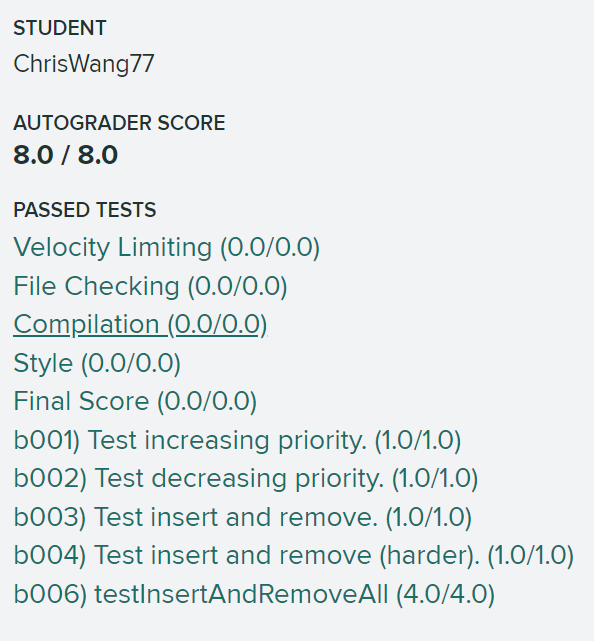 STUDENT
ChrisWang77
AUTOGRADER SCORE
8.0 / 8.0
PASSED TESTS
Velocity Limiting (0.0/0.0)
File Checking (0.0/0.0)
Compilation (0.0/0.0)
Style (0.0/0.0)
Final Score (0.0/0.0)
b001) Test increasing priority. (1.0/1.0)
b002) Test decreasing priority. (1.0/1.0)
b003) Test insert and remove. (1.0/1.0)
b004) Test insert and remove (harder). (1.0/1.0)
b006) testInsertAndRemoveAll (4.0/4.0)